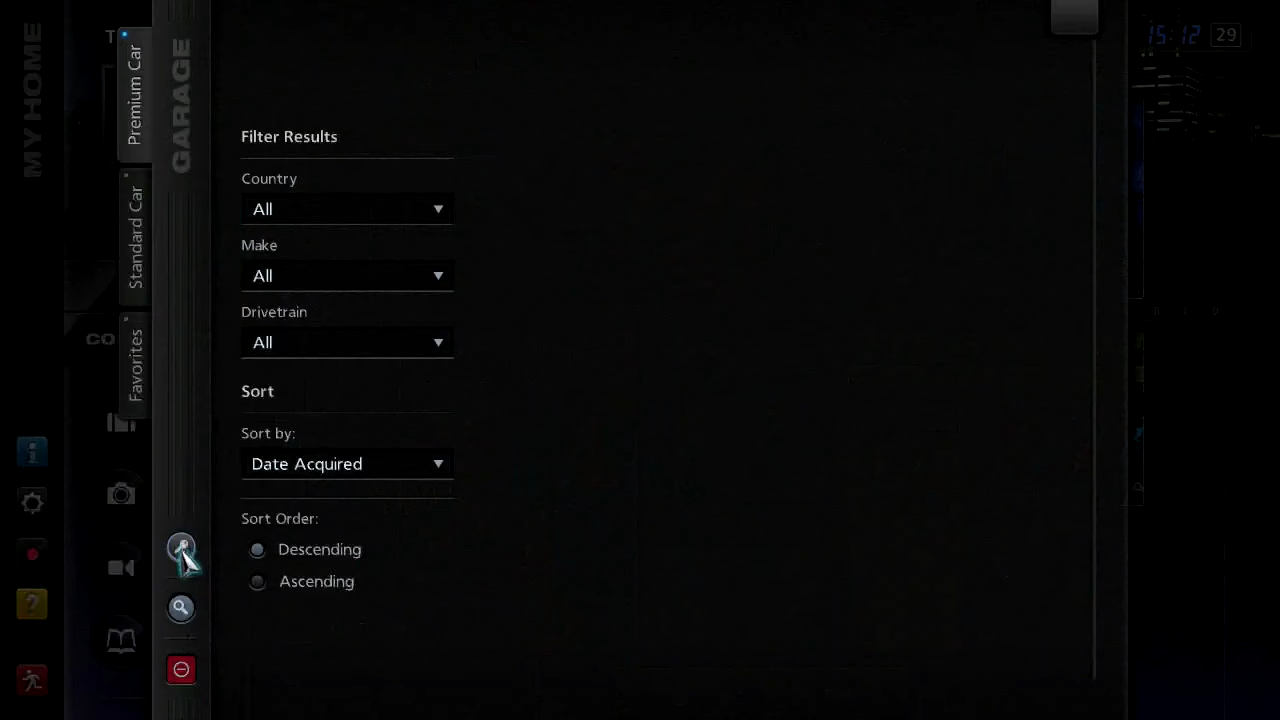 MY HOME
T
Premium Car
Standard Car
Favorites
CO
GARAGE
15:12 29
Filter Results
Country
All
Make
All
Drivetrain
All
Sort
Sort by:
Date Acquired
Sort Order:
Descending
Ascending